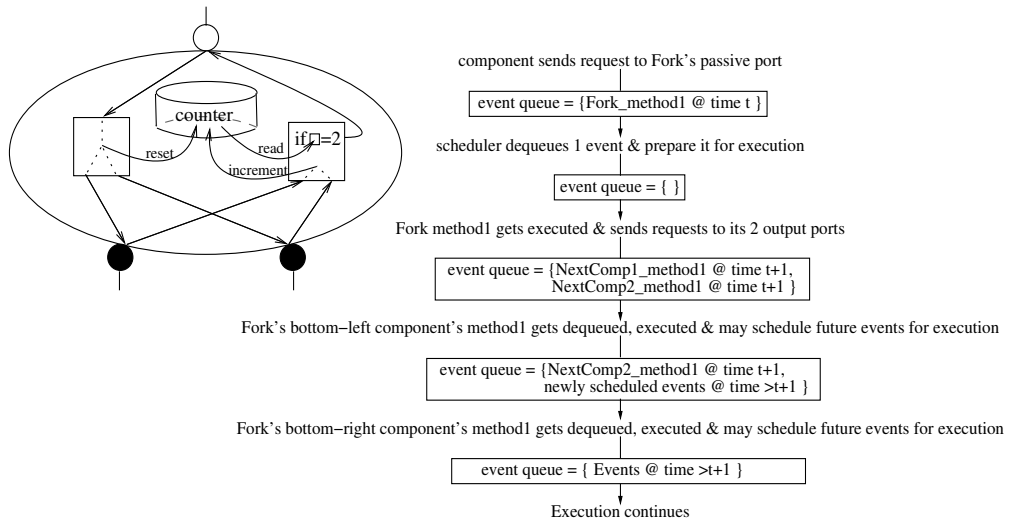 counter
if □=2
reset
read
increment
component sends request to Fork's passive port
event queue = {Fork_method1 @ time t }
scheduler dequeues 1 event & prepare it for execution
event queue = { }
Fork method1 gets executed & sends requests to its 2 output ports
event queue = {NextComp1_method1 @ time t+1,
NextComp2_method1 @ time t+1 }
Fork's bottom−left component's method1 gets dequeued, executed & may schedule future events for execution
event queue = {NextComp2_method1 @ time t+1,
newly scheduled events @ time >t+1 }
Fork's bottom−right component's method1 gets dequeued, executed & may schedule future events for execution
event queue = { Events @ time >t+1 }
Execution continues